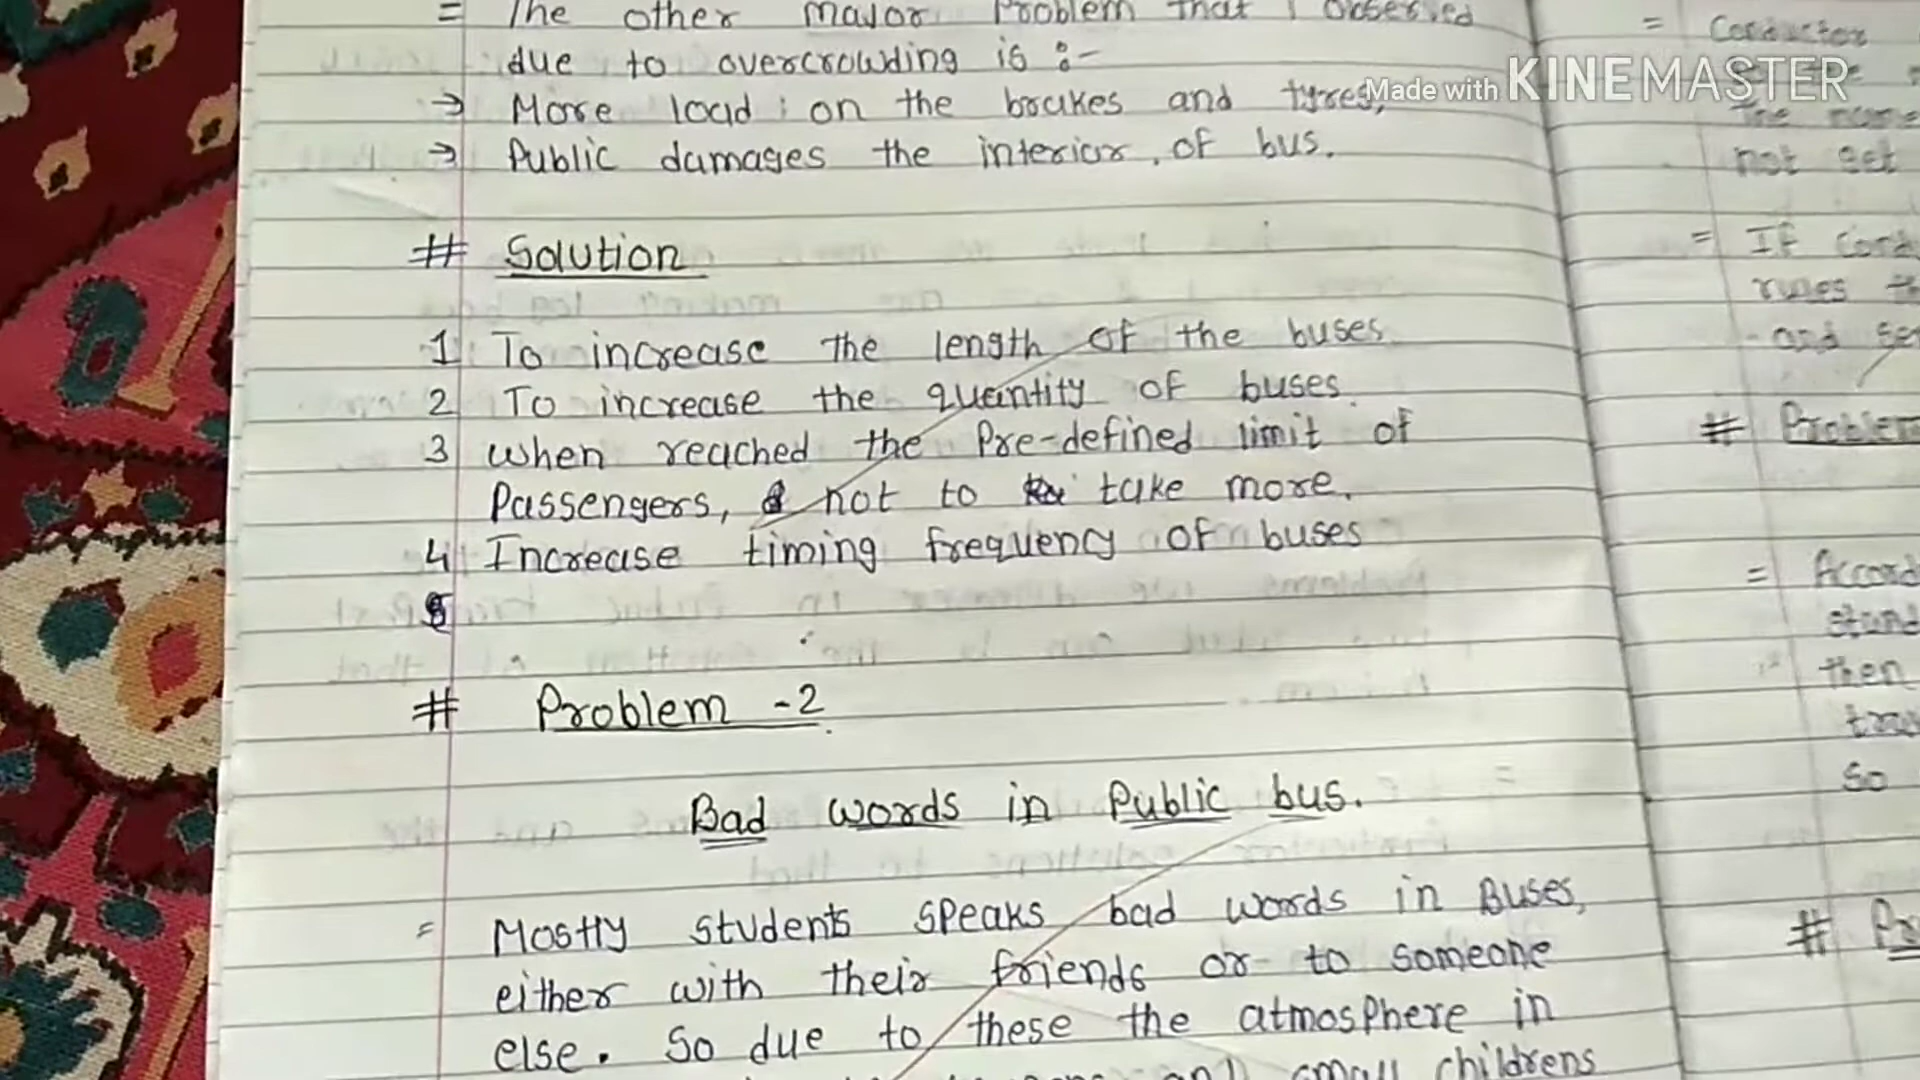 = The other major Problem that I observed
due to overcrowding is :-
→ More load on the brakes and tyres,
→ Public damages the interior of bus.
# Solution
1 To increase the length of the buses
2 To increase the quantity of buses.
3 when reached the Pre-defined limit of
Passengers, not to take more.
4 Increase timing frequency of buses
# Problem -2
Bad words in Public bus.
= Mostly students speaks bad words in Buses,
either with their friends or to someone
else. So due to these the atmosphere in
small childrens
Made with KINEMASTER
= Conductor
The
not get
= If
rules
and
# Problem
=
then
So
#